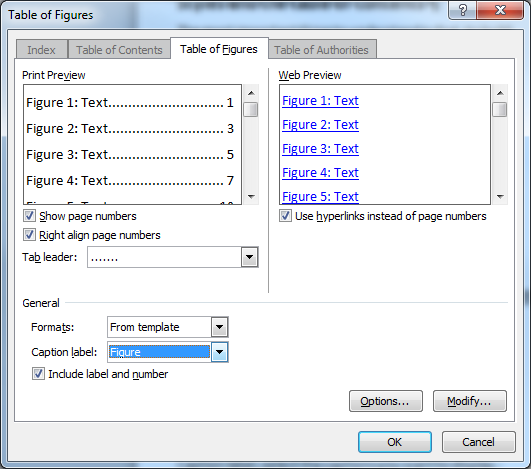 Table of Figures
Index
Table of Contents
Table of Figures
Table of Authorities
Print Preview
Figure 1: Text.......................... 1
Figure 2: Text.......................... 3
Figure 3: Text.......................... 5
Figure 4: Text.......................... 7
Show page numbers
Right align page numbers
Tab leader: .......
Web Preview
Figure 1: Text
Figure 2: Text
Figure 3: Text
Figure 4: Text
Figure 5: Text
Use hyperlinks instead of page numbers
General
Formats: From template
Caption label: Figure
Include label and number
Options... Modify...
OK Cancel